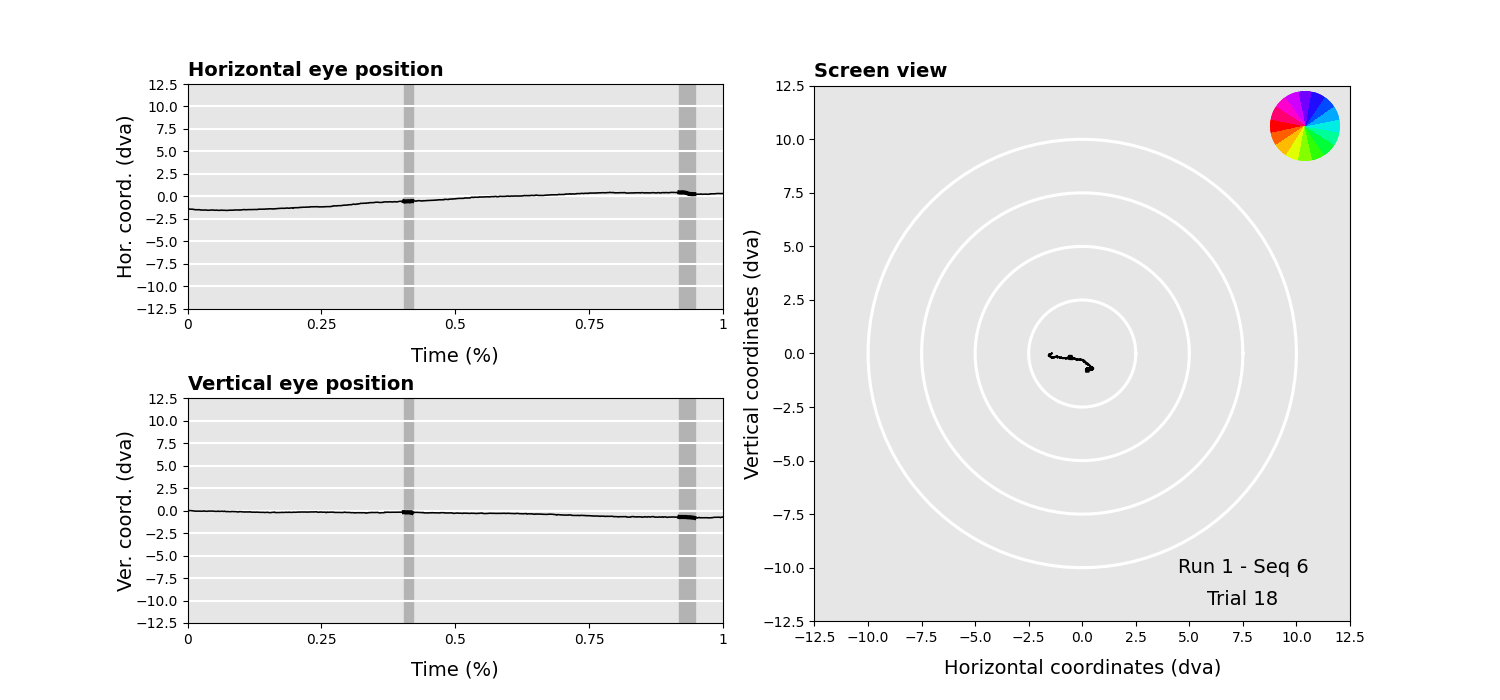 Horizontal eye position
12.5
10.0
7.5
5.0
2.5
0.0
−2.5
−5.0
−7.5
−10.0
−12.5
Hor. coord. (dva)
0 0.25 0.5 0.75 1
Time (%)
Vertical eye position
12.5
10.0
7.5
5.0
2.5
0.0
−2.5
−5.0
−7.5
−10.0
−12.5
Ver. coord. (dva)
0 0.25 0.5 0.75 1
Time (%)
Screen view
12.5
10.0
7.5
5.0
2.5
0.0
−2.5
−5.0
−7.5
−10.0
−12.5
Vertical coordinates (dva)
Run 1 - Seq 6
Trial 18
−12.5 −10.0 −7.5 −5.0 −2.5 0.0 2.5 5.0 7.5 10.0 12.5
Horizontal coordinates (dva)